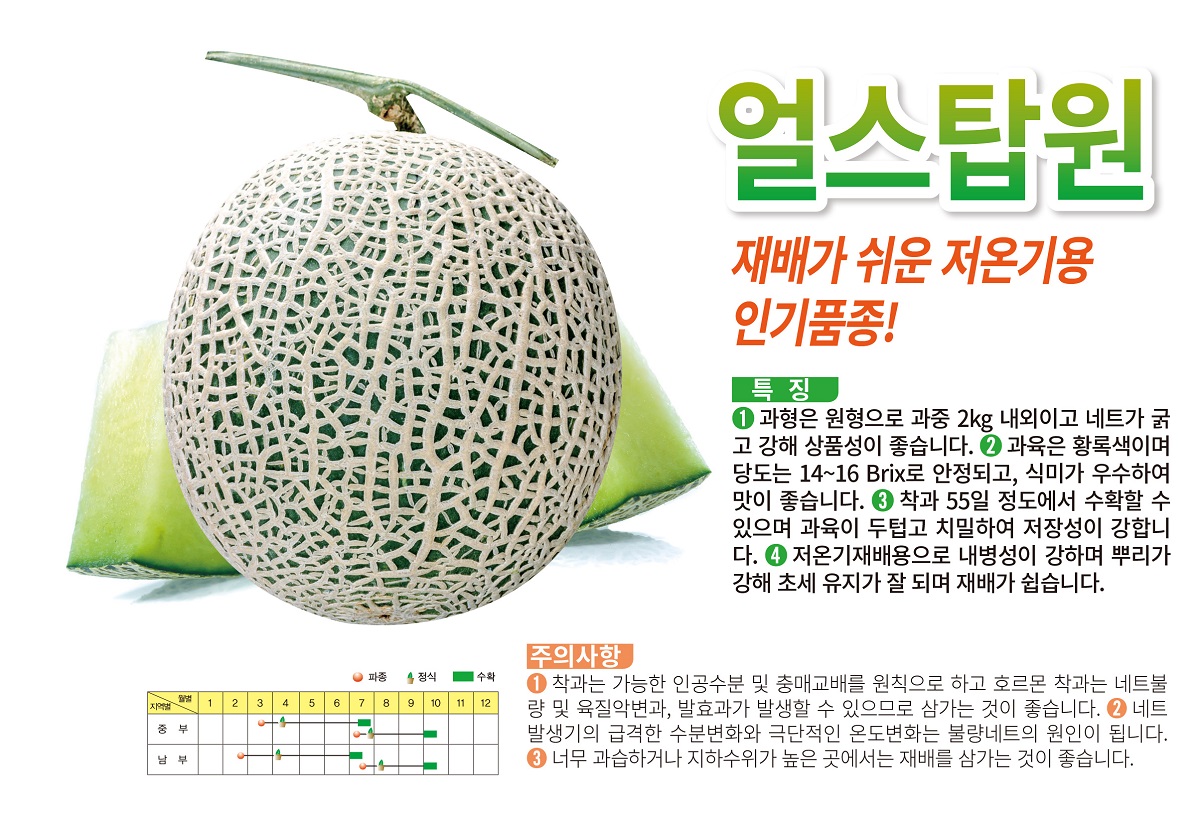 얼스탑원
재배가 쉬운 저온기용
인기품종!
특 징
1 과형은 원형으로 과중 2kg 내외이고 네트가 굵
고 강해 상품성이 좋습니다. 2 과육은 황록색이며
당도는 14~16 Brix로 안정되고, 식미가 우수하여
맛이 좋습니다. 3 착과 55일 정도에서 수확할 수
있으며 과육이 두텁고 치밀하여 저장성이 강합니
다. 4 저온기재배용으로 내병성이 강하며 뿌리가
강해 초세 유지가 잘 되며 재배가 쉽습니다.
주의사항
1 착과는 가능한 인공수분 및 충매교배를 원칙으로 하고 호르몬 착과는 네트불
량 및 육질악변과, 발효과가 발생할 수 있으므로 삼가는 것이 좋습니다. 2 네트
발생기의 급격한 수분변화와 극단적인 온도변화는 불량네트의 원인이 됩니다.
3 너무 과습하거나 지하수위가 높은 곳에서는 재배를 삼가는 것이 좋습니다.
파종 정식 수확
월별
지역별 1 2 3 4 5 6 7 8 9 10 11 12
중 부
남 부